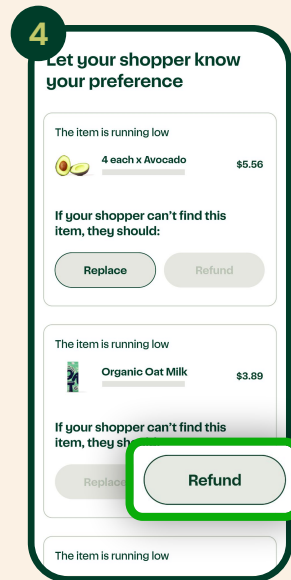 4
Let your shopper know
your preference
The item is running low
4 each x Avocado
$5.56
If your shopper can't find this
item, they should:
Replace
Refund
The item is running low
Organic Oat Milk
$3.89
If your shopper can't find this
item, they sh
Replace
Refund
The item is running low